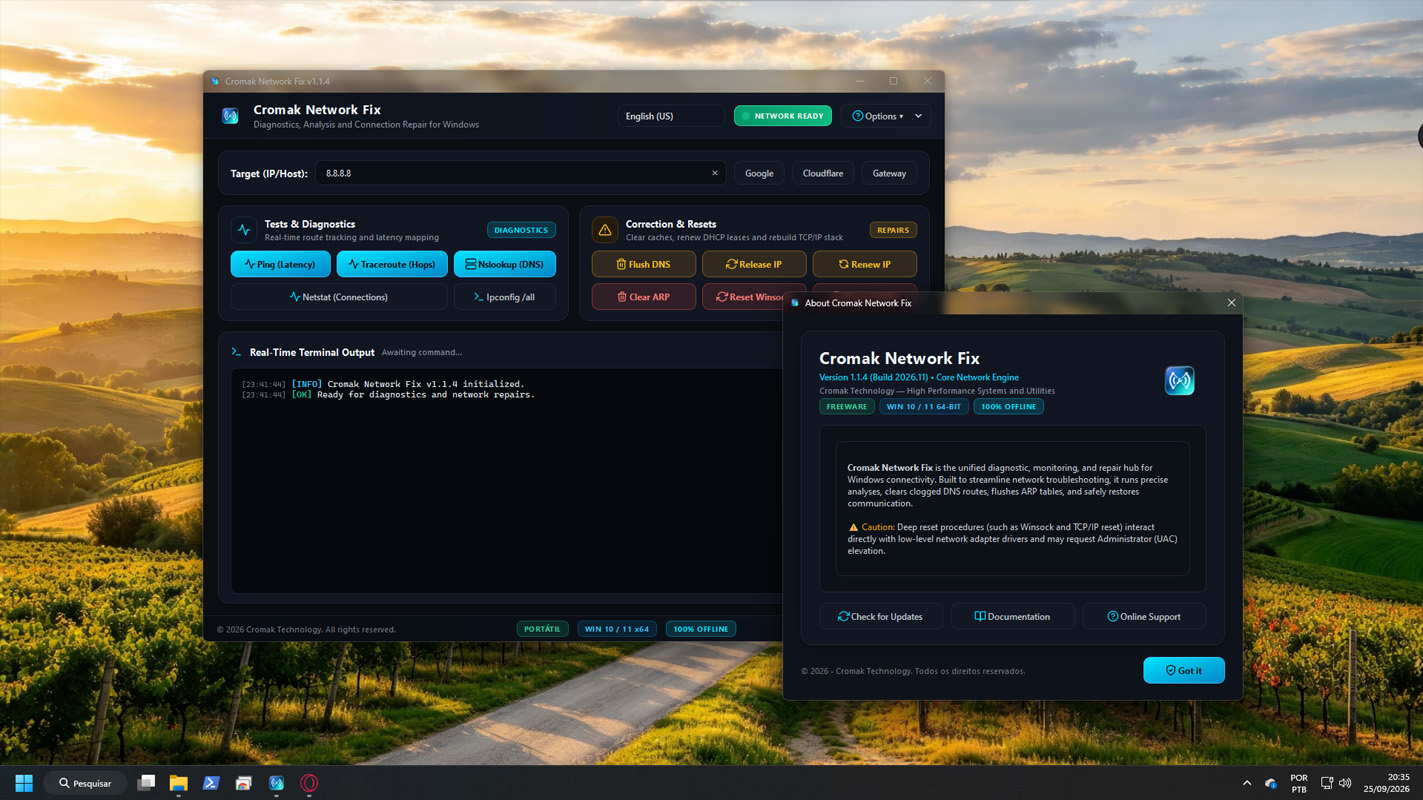 Cromak Network Fix v1.1.4
Cromak Network Fix
Diagnostics, Analysis and Connection Repair for Windows
English (US)
NETWORK READY
Options
Target (IP/Host):
8.8.8.8
Google
Cloudflare
Gateway
Tests & Diagnostics
Real-time route tracking and latency mapping
DIAGNOSTICS
Ping (Latency)
Traceroute (Hops)
Nslookup (DNS)
Netstat (Connections)
Ipconfig /all
Correction & Resets
Clear caches, renew DHCP leases and rebuild TCP/IP stack
REPAIRS
Flush DNS
Release IP
Renew IP
Clear ARP
Reset Winso
Real-Time Terminal Output
Awaiting command...
[23:41:44] [INFO] Cromak Network Fix v1.1.4 initialized.
[23:41:44] [OK] Ready for diagnostics and network repairs.
© 2026 Cromak Technology. All rights reserved.
PORTÁTIL
WIN 10 / 11 x64
100% OFFLINE
About Cromak Network Fix
Cromak Network Fix
Version 1.1.4 (Build 2026.11) • Core Network Engine
Cromak Technology — High Performance Systems and Utilities
FREEWARE
WIN 10 / 11 64-BIT
100% OFFLINE
Cromak Network Fix is the unified diagnostic, monitoring, and repair hub for
Windows connectivity. Built to streamline network troubleshooting, it runs precise
analyses, clears clogged DNS routes, flushes ARP tables, and safely restores
communication.
⚠ Caution: Deep reset procedures (such as Winsock and TCP/IP reset) interact
directly with low-level network adapter drivers and may request Administrator (UAC)
elevation.
Check for Updates
Documentation
Online Support
© 2026 - Cromak Technology. Todos os direitos reservados.
Got it
Pesquisar
POR
PTB
20:35
25/09/2026